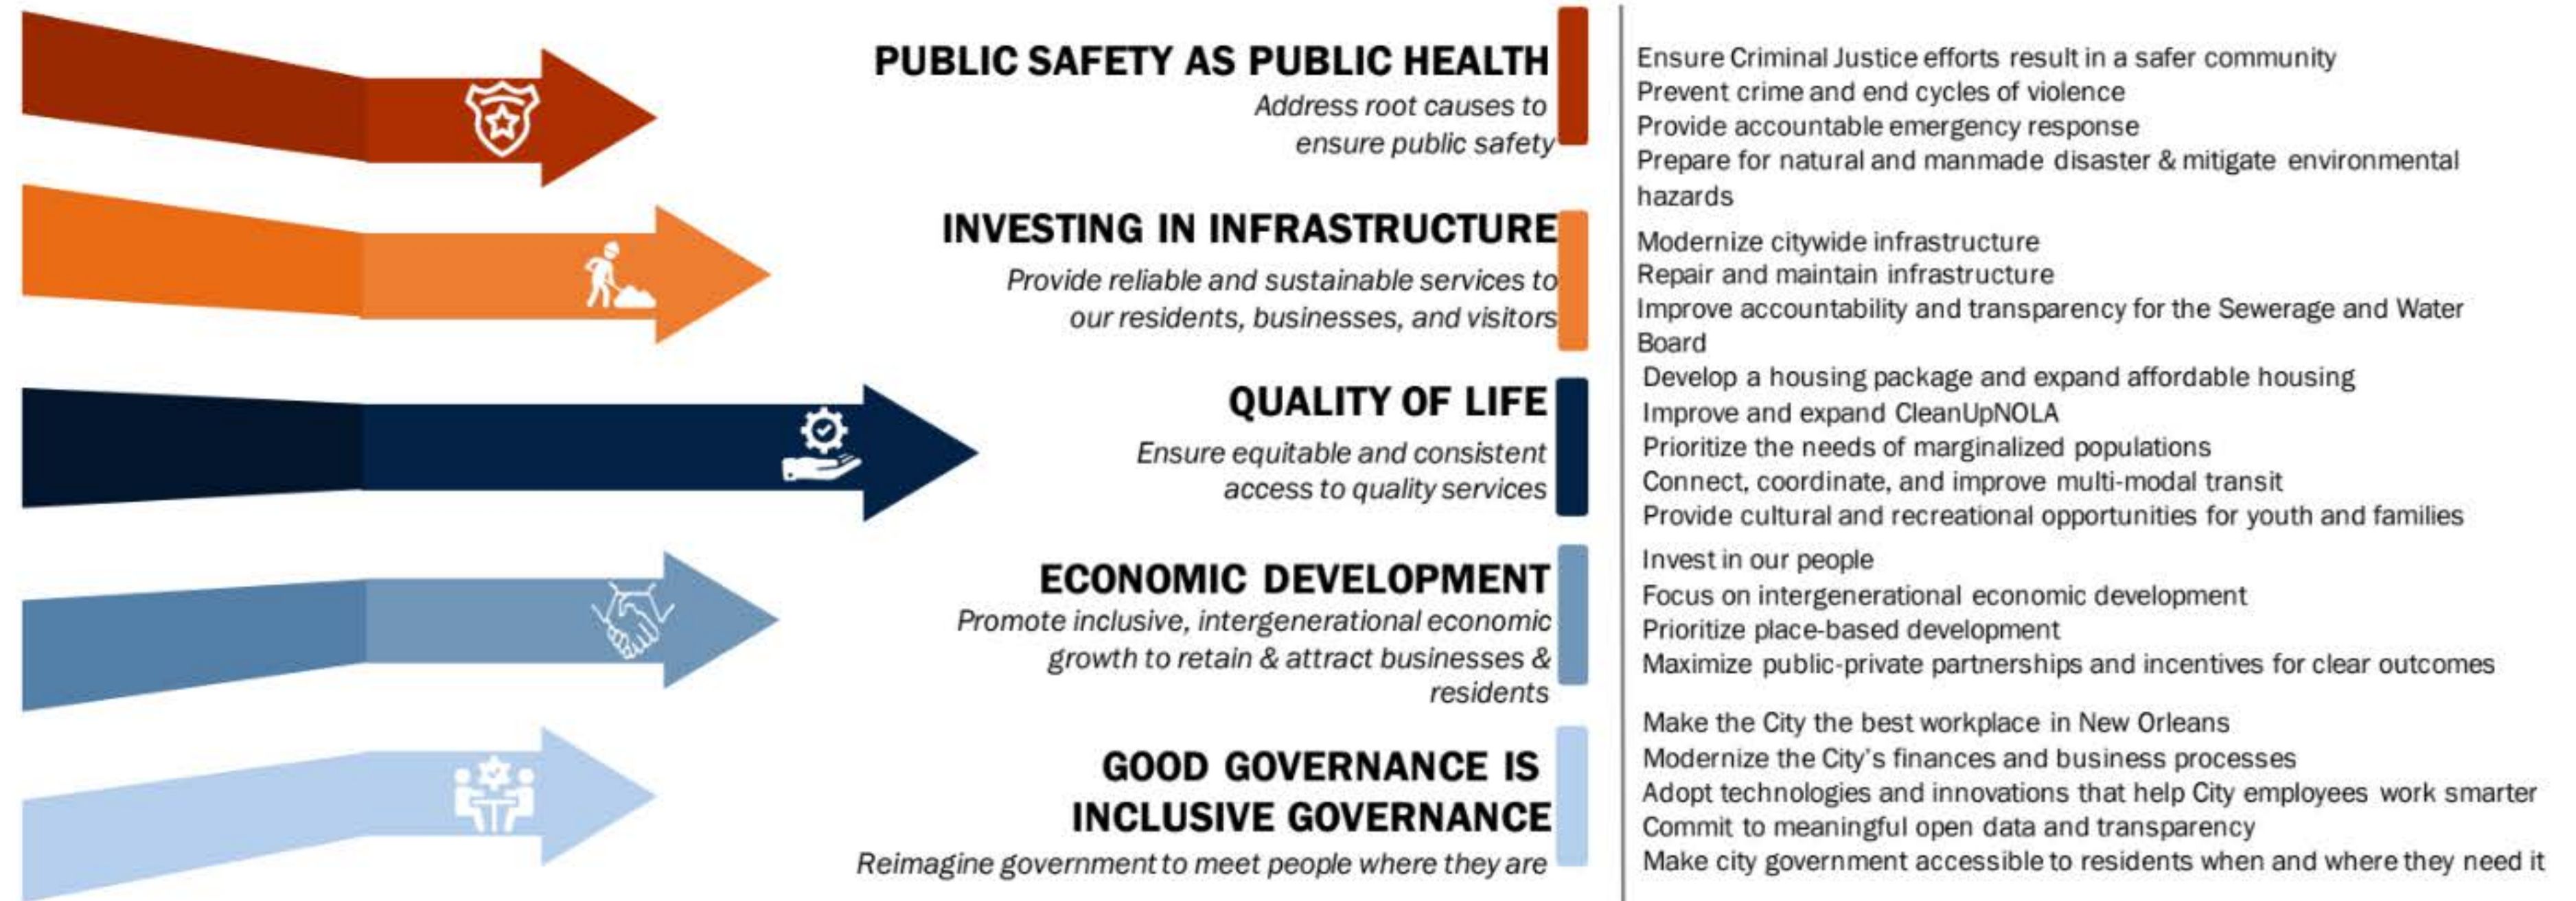 PUBLIC SAFETY AS PUBLIC HEALTH
Address root causes to
ensure public safety
Ensure Criminal Justice efforts result in a safer community
Prevent crime and end cycles of violence
Provide accountable emergency response
Prepare for natural and manmade disaster & mitigate environmental
hazards
INVESTING IN INFRASTRUCTURE
Provide reliable and sustainable services to
our residents, businesses, and visitors
Modernize citywide infrastructure
Repair and maintain infrastructure
Improve accountability and transparency for the Sewerage and Water
Board
QUALITY OF LIFE
Ensure equitable and consistent
access to quality services
Develop a housing package and expand affordable housing
Improve and expand CleanUpNOLA
Prioritize the needs of marginalized populations
Connect, coordinate, and improve multi-modal transit
Provide cultural and recreational opportunities for youth and families
ECONOMIC DEVELOPMENT
Promote inclusive, intergenerational economic
growth to retain & attract businesses &
residents
Invest in our people
Focus on intergenerational economic development
Prioritize place-based development
Maximize public-private partnerships and incentives for clear outcomes
GOOD GOVERNANCE IS
INCLUSIVE GOVERNANCE
Reimagine government to meet people where they are
Make the City the best workplace in New Orleans
Modernize the City's finances and business processes
Adopt technologies and innovations that help City employees work smarter
Commit to meaningful open data and transparency
Make city government accessible to residents when and where they need it